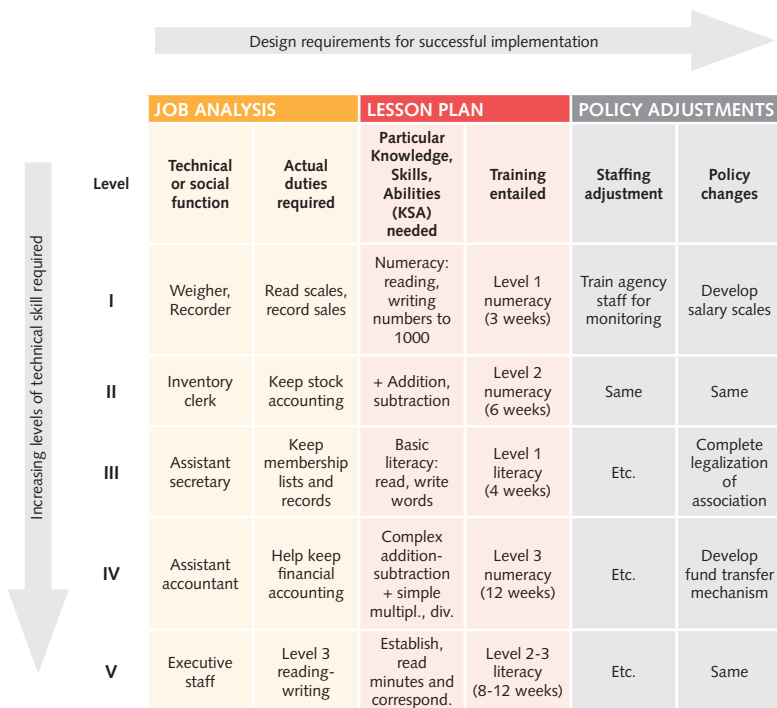 Design requirements for successful implementation
Increasing levels of technical skill required
JOB ANALYSIS
LESSON PLAN
POLICY ADJUSTMENTS
Level
Technical
or social
function
Actual
duties
required
Particular
Knowledge,
Skills,
Abilities
(KSA)
needed
Training
entailed
Staffing
adjustment
Policy
changes
I
Weigher,
Recorder
Read scales,
record sales
Numeracy:
reading,
writing
numbers to
1000
Level 1
numeracy
(3 weeks)
Train agency
staff for
monitoring
Develop
salary scales
II
Inventory
clerk
Keep stock
accounting
+ Addition,
subtraction
Level 2
numeracy
(6 weeks)
Same
Same
III
Assistant
secretary
Keep
membership
lists and
records
Basic
literacy:
read, write
words
Level 1
literacy
(4 weeks)
Etc.
Complete
legalization
of
association
IV
Assistant
accountant
Help keep
financial
accounting
Complex
addition-
subtraction
+ simple
multipl., div.
Level 3
numeracy
(12 weeks)
Etc.
Develop
fund transfer
mechanism
V
Executive
staff
Level 3
reading-
writing
Establish,
read
minutes and
correspond.
Level 2-3
literacy
(8-12 weeks)
Etc.
Same